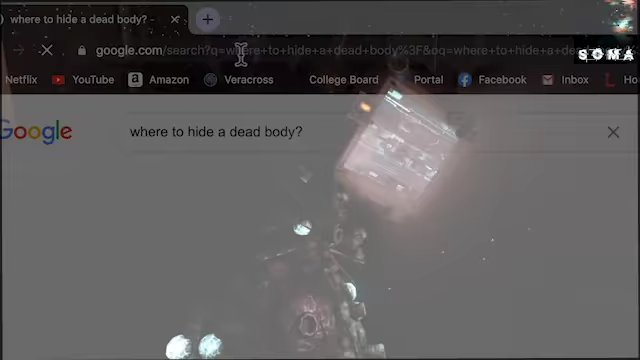 where to hide a dead body? -
google.com/search?q=where+to+hide+a+dead+body%3F&oq=where+to+hide+a+de
SOMA
Netflix YouTube Amazon Veracross College Board Portal Facebook Inbox Ho
Google where to hide a dead body?